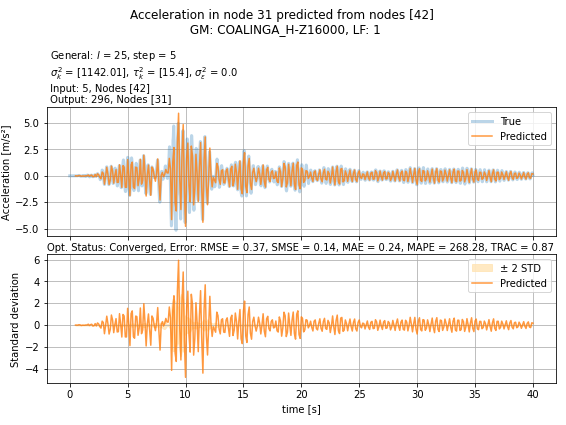 Acceleration in node 31 predicted from nodes [42]
GM: COALINGA_H-Z16000, LF: 1
General: l = 25, step = 5
σ²ₖ = [1142.01], τ²ₖ = [15.4], σ²ε = 0.0
Input: 5, Nodes [42]
Output: 296, Nodes [31]
Acceleration [m/s²]
5.0
2.5
0.0
−2.5
−5.0
True
Predicted
Opt. Status: Converged, Error: RMSE = 0.37, SMSE = 0.14, MAE = 0.24, MAPE = 268.28, TRAC = 0.87
Standard deviation
6
4
2
0
−2
−4
± 2 STD
Predicted
0 5 10 15 20 25 30 35 40
time [s]